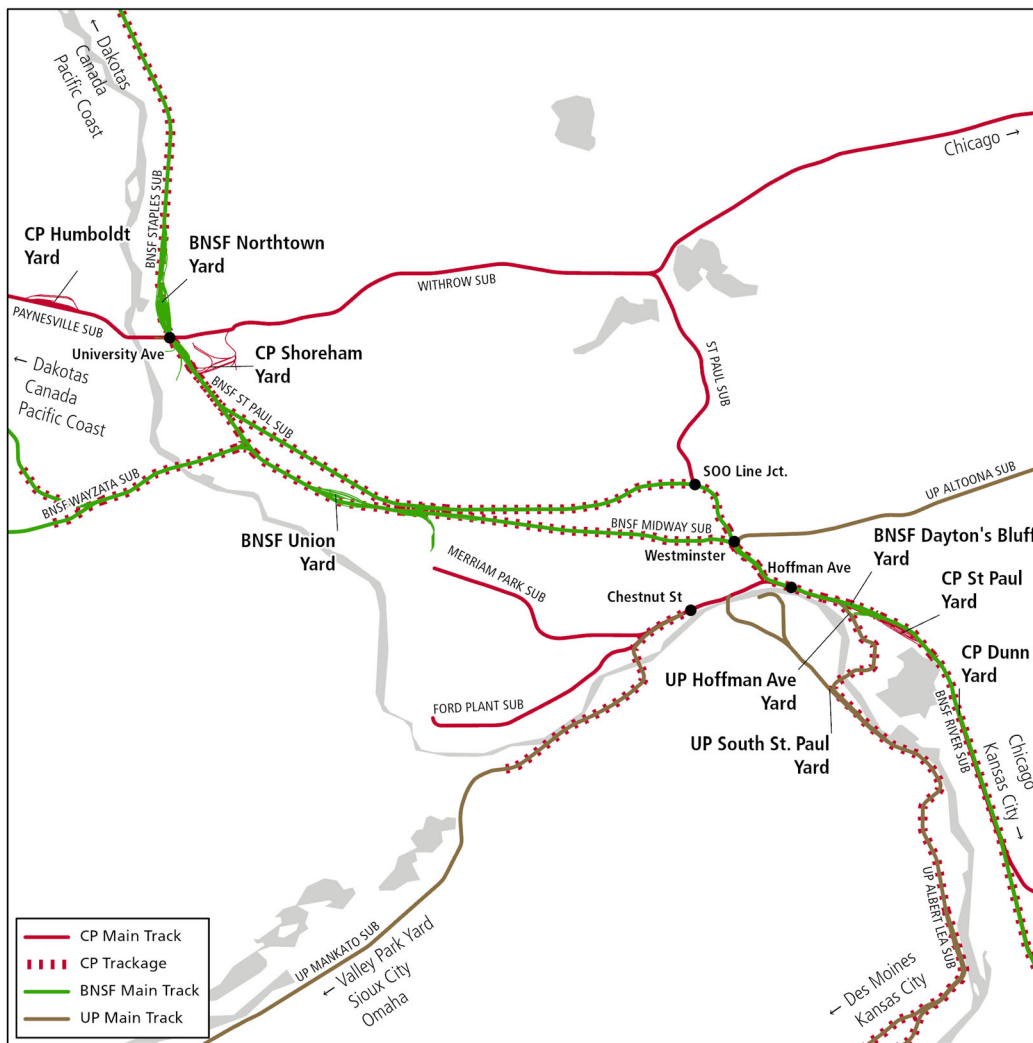 ← Dakotas
Canada
Pacific Coast
Chicago →
BNSF STAPLES SUB
CP Humboldt
Yard
BNSF Northtown
Yard
WITHROW SUB
PAYNESVILLE SUB
University Ave
CP Shoreham
Yard
← Dakotas
Canada
Pacific Coast
BNSF ST PAUL SUB
ST PAUL SUB
BNSF WAYZATA SUB
SOO Line Jct.
UP ALTOONA SUB
BNSF MIDWAY SUB
BNSF Union
Yard
Westminster
BNSF Dayton's Bluff
Yard
MERRIAM PARK SUB
Hoffman Ave
Chestnut St
CP St Paul
Yard
CP Dunn
Yard
UP Hoffman Ave
Yard
FORD PLANT SUB
BNSF RIVER SUB
UP South St. Paul
Yard
Chicago
Kansas City →
UP ALBERT LEA SUB
UP MANKATO SUB
← Valley Park Yard
Sioux City
Omaha
← Des Moines
Kansas City
CP Main Track
CP Trackage
BNSF Main Track
UP Main Track